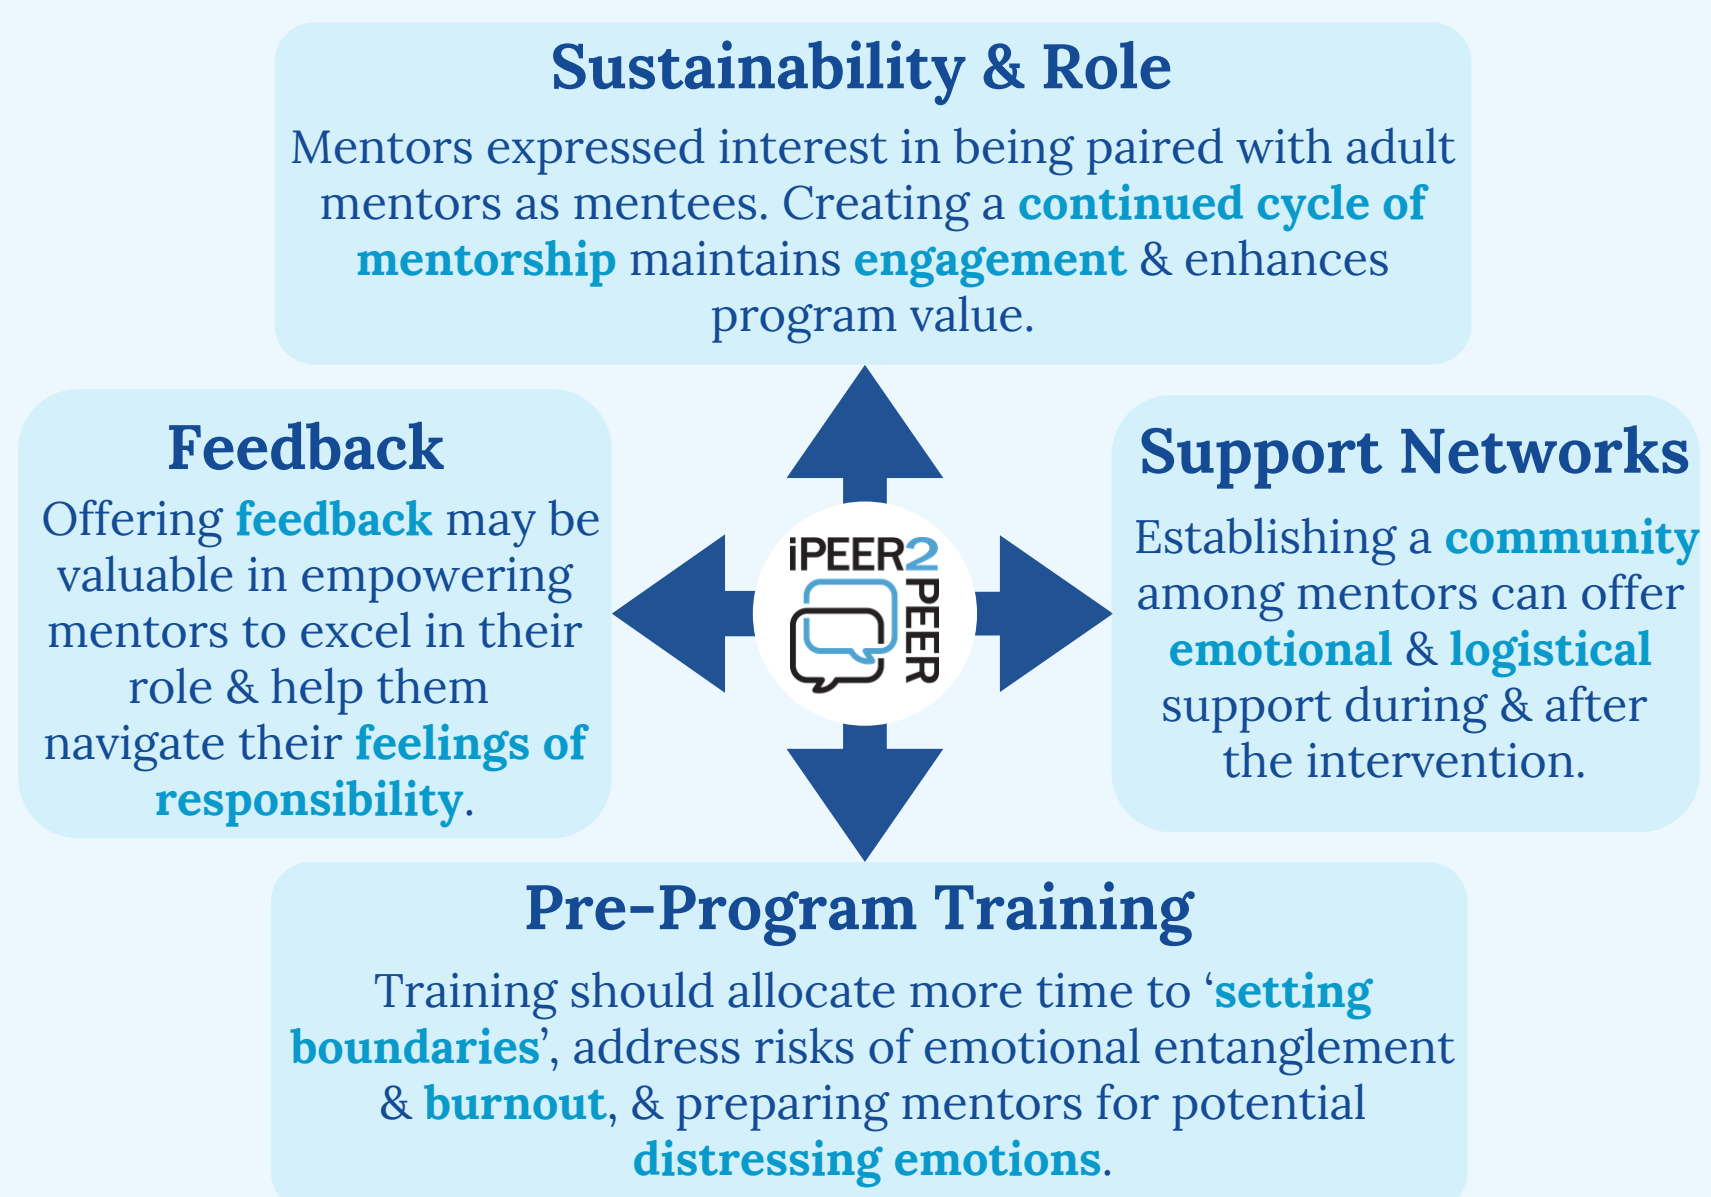 Sustainability & Role
Mentors expressed interest in being paired with adult
mentors as mentees. Creating a continued cycle of
mentorship maintains engagement & enhances
program value.
Feedback
Offering feedback may be
valuable in empowering
mentors to excel in their
role & help them
navigate their feelings of
responsibility.
iPEER2
PEER
Support Networks
Establishing a community
among mentors can offer
emotional & logistical
support during & after
the intervention.
Pre-Program Training
Training should allocate more time to ‘setting
boundaries’, address risks of emotional entanglement
& burnout, & preparing mentors for potential
distressing emotions.